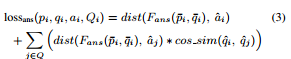 loss_ans(p_i, q_i, a_i, Q_i) = dist(F_ans(p̄_i, q̄_i), â_i) (3)
+ ∑_{j∈Q} (dist(F_ans(p̄_i, q̄_i), â_j) * cos_sim(q̂_i, q̂_j))